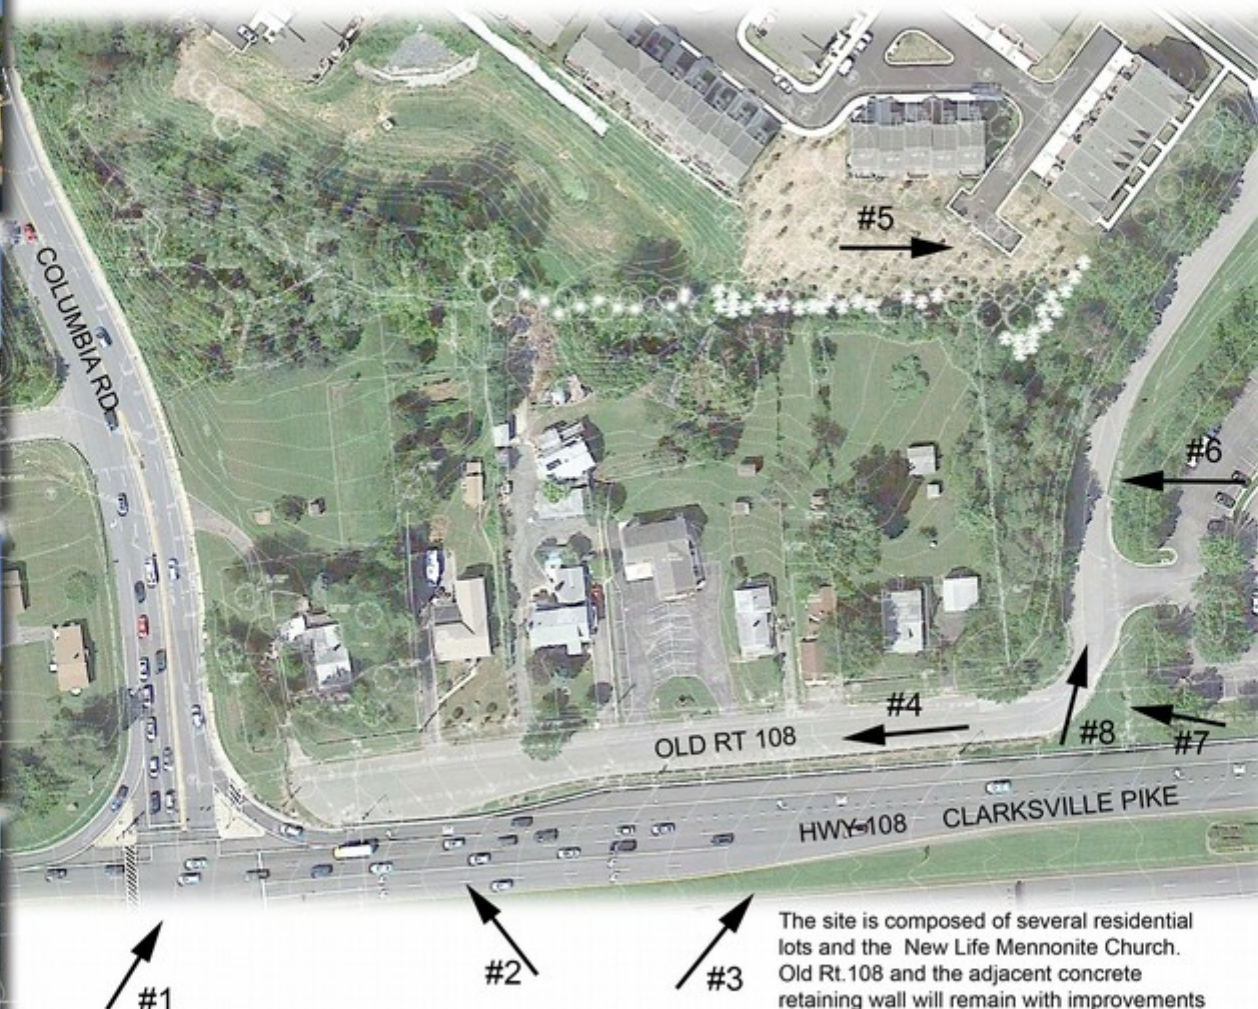 #5
COLUMBIA RD
#6
#4
OLD RT 108
#8
#7
HWY 108 CLARKSVILLE PIKE
The site is composed of several residential
lots and the New Life Mennonite Church.
Old Rt.108 and the adjacent concrete
retaining wall will remain with improvements
#2
#3
#1